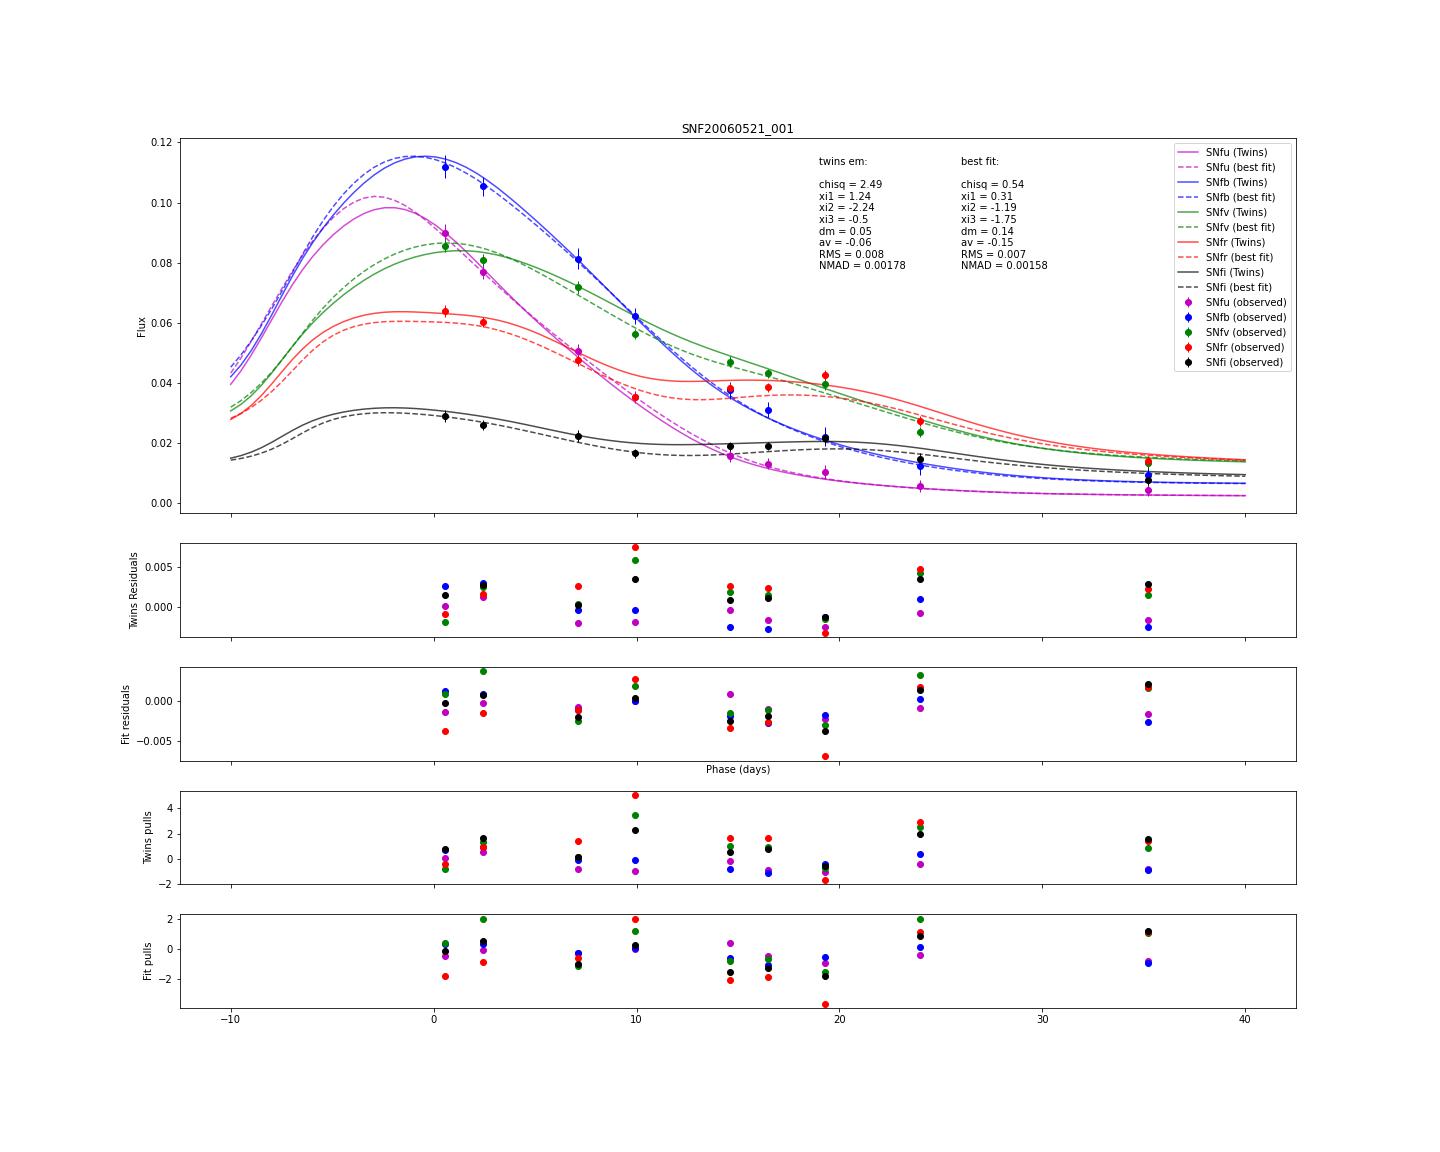 SNF20060521_001
0.12
0.10
0.08
0.06
0.04
0.02
0.00
Flux
twins em:
chisq = 2.49
xi1 = 1.24
xi2 = -2.24
xi3 = -0.5
dm = 0.05
av = -0.06
RMS = 0.008
NMAD = 0.00178
best fit:
chisq = 0.54
xi1 = 0.31
xi2 = -1.19
xi3 = -1.75
dm = 0.14
av = -0.15
RMS = 0.007
NMAD = 0.00158
SNfu (Twins)
SNfu (best fit)
SNfb (Twins)
SNfb (best fit)
SNfv (Twins)
SNfv (best fit)
SNfr (Twins)
SNfr (best fit)
SNfi (Twins)
SNfi (best fit)
SNfu (observed)
SNfb (observed)
SNfv (observed)
SNfr (observed)
SNfi (observed)
0.005
0.000
Twins Residuals
0.000
−0.005
Fit residuals
Phase (days)
4
2
0
−2
Twins pulls
2
0
−2
Fit pulls
−10
0
10
20
30
40